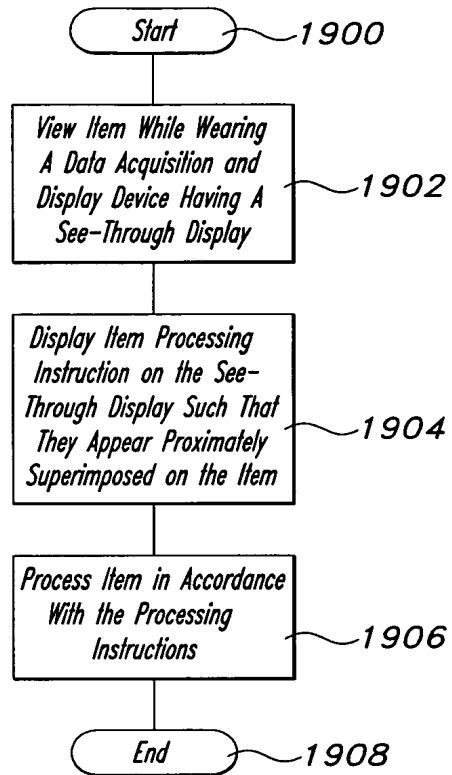 Start
1900
View Item While Wearing
A Data Acquisition and
Display Device Having A
See-Through Display
1902
Display Item Processing
Instruction on the See-
Through Display Such That
They Appear Proximately
Superimposed on the Item
1904
Process Item in Accordance
With the Processing
Instructions
1906
End
1908